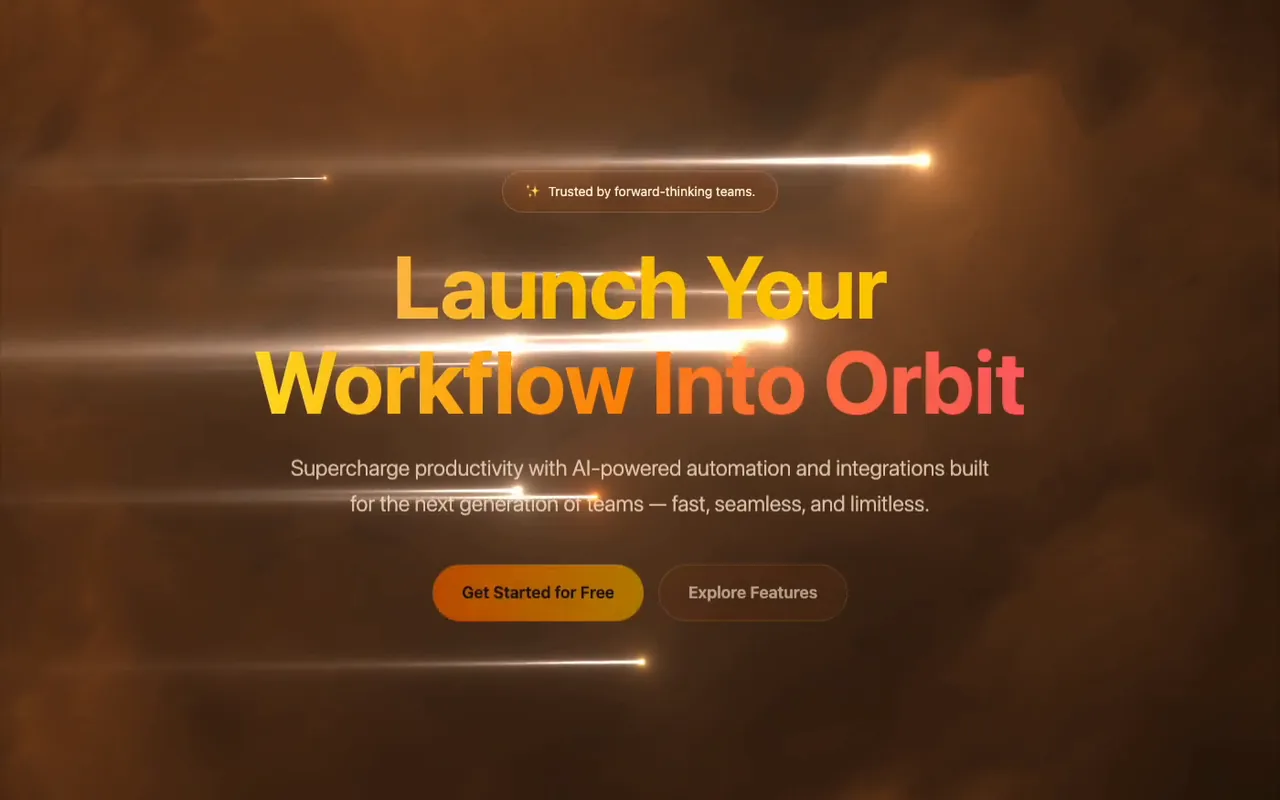 ✨ Trusted by forward-thinking teams.
Launch Your
Workflow Into Orbit
Supercharge productivity with AI-powered automation and integrations built
for the next generation of teams — fast, seamless, and limitless.
Get Started for Free
Explore Features